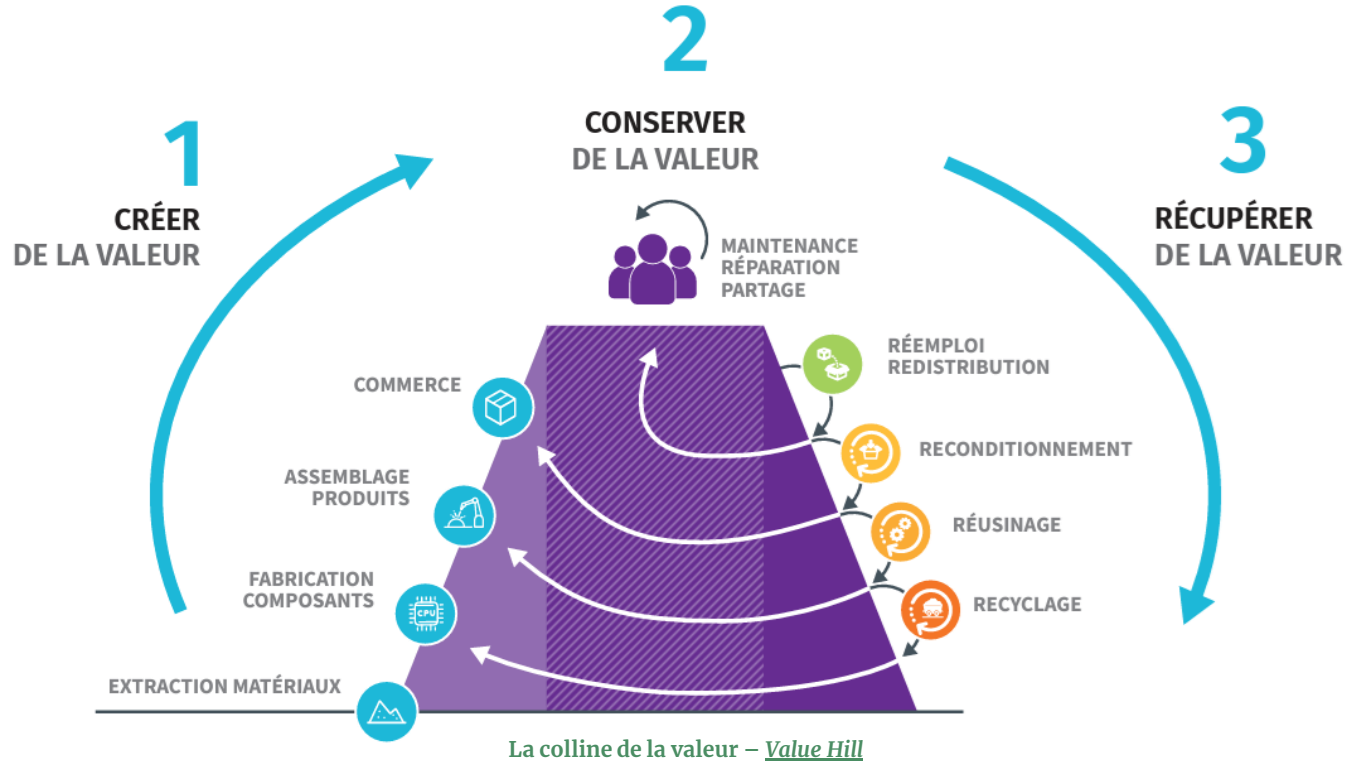 1
CRÉER
DE LA VALEUR
2
CONSERVER
DE LA VALEUR
3
RÉCUPÉRER
DE LA VALEUR
MAINTENANCE
RÉPARATION
PARTAGE
COMMERCE
ASSEMBLAGE
PRODUITS
FABRICATION
COMPOSANTS
CPU
EXTRACTION MATÉRIAUX
RÉEMPLOI
REDISTRIBUTION
RECONDITIONNEMENT
RÉUSINAGE
RECYCLAGE
La colline de la valeur – Value Hill